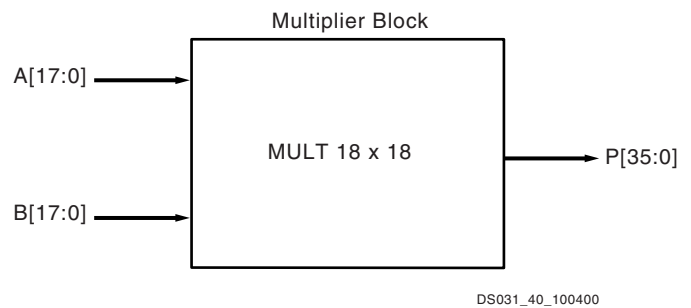 Multiplier Block
A[17:0]
MULT 18 x 18
P[35:0]
B[17:0]
DS031_40_100400